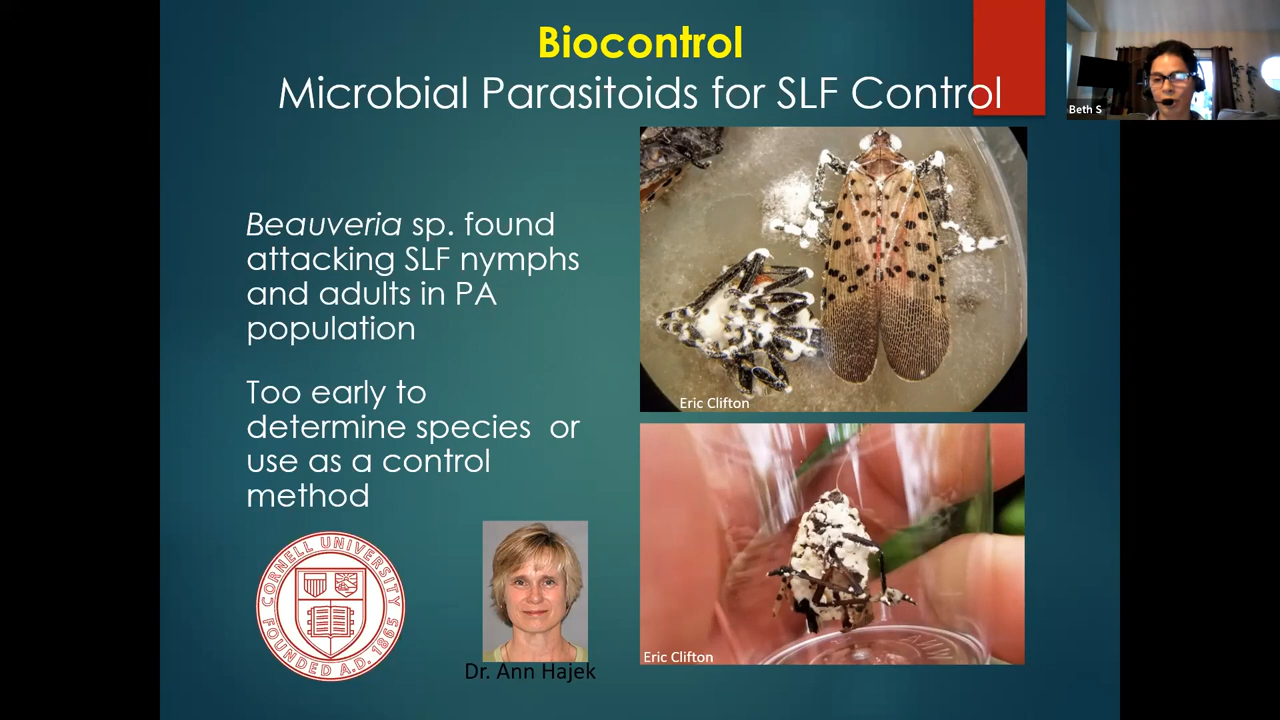 Biocontrol
Microbial Parasitoids for SLF Control
Beth S
Beauveria sp. found
attacking SLF nymphs
and adults in PA
population
Too early to
determine species  or
use as a control
method
Eric Clifton
Eric Clifton
CORNELL UNIVERSITY
FOUNDED A.D. 1865
Dr. Ann Hajek